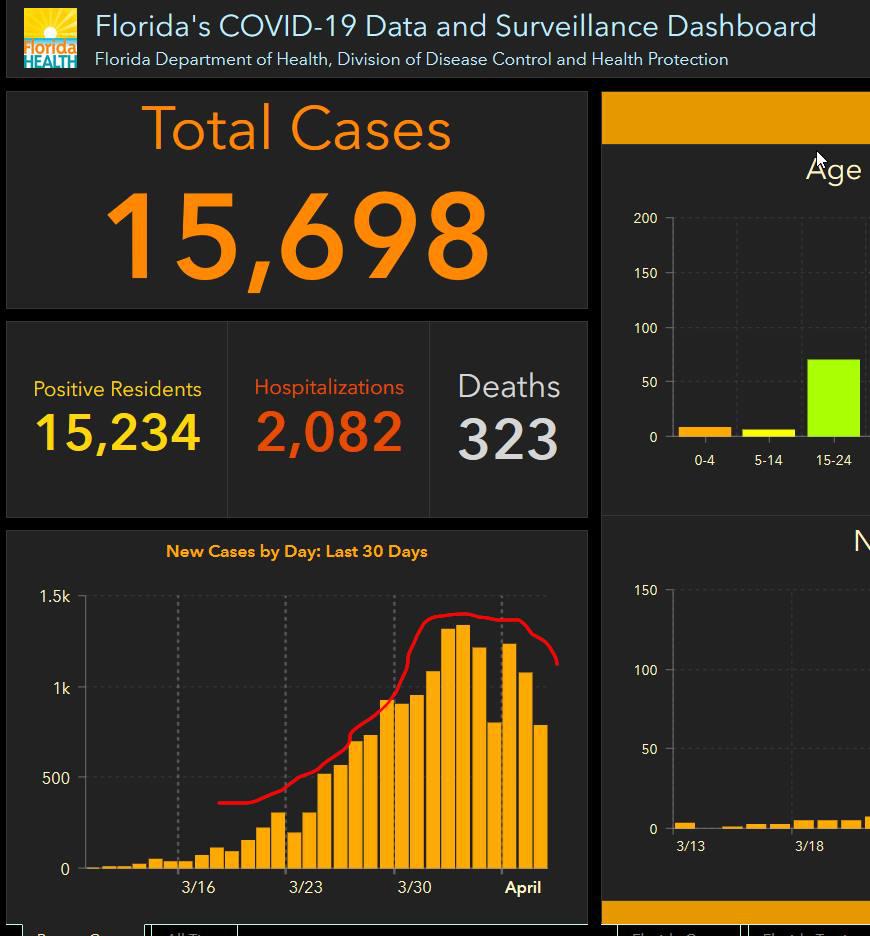 Florida's COVID-19 Data and Surveillance Dashboard
Florida Department of Health, Division of Disease Control and Health Protection
Florida
HEALTH
Total Cases
15,698
Positive Residents
15,234
Hospitalizations
2,082
Deaths
323
New Cases by Day: Last 30 Days
1.5k
1k
500
0
3/16
3/23
3/30
April
Age
200
150
100
50
0
0-4
5-14
15-24
N
150
100
50
0
3/13
3/18